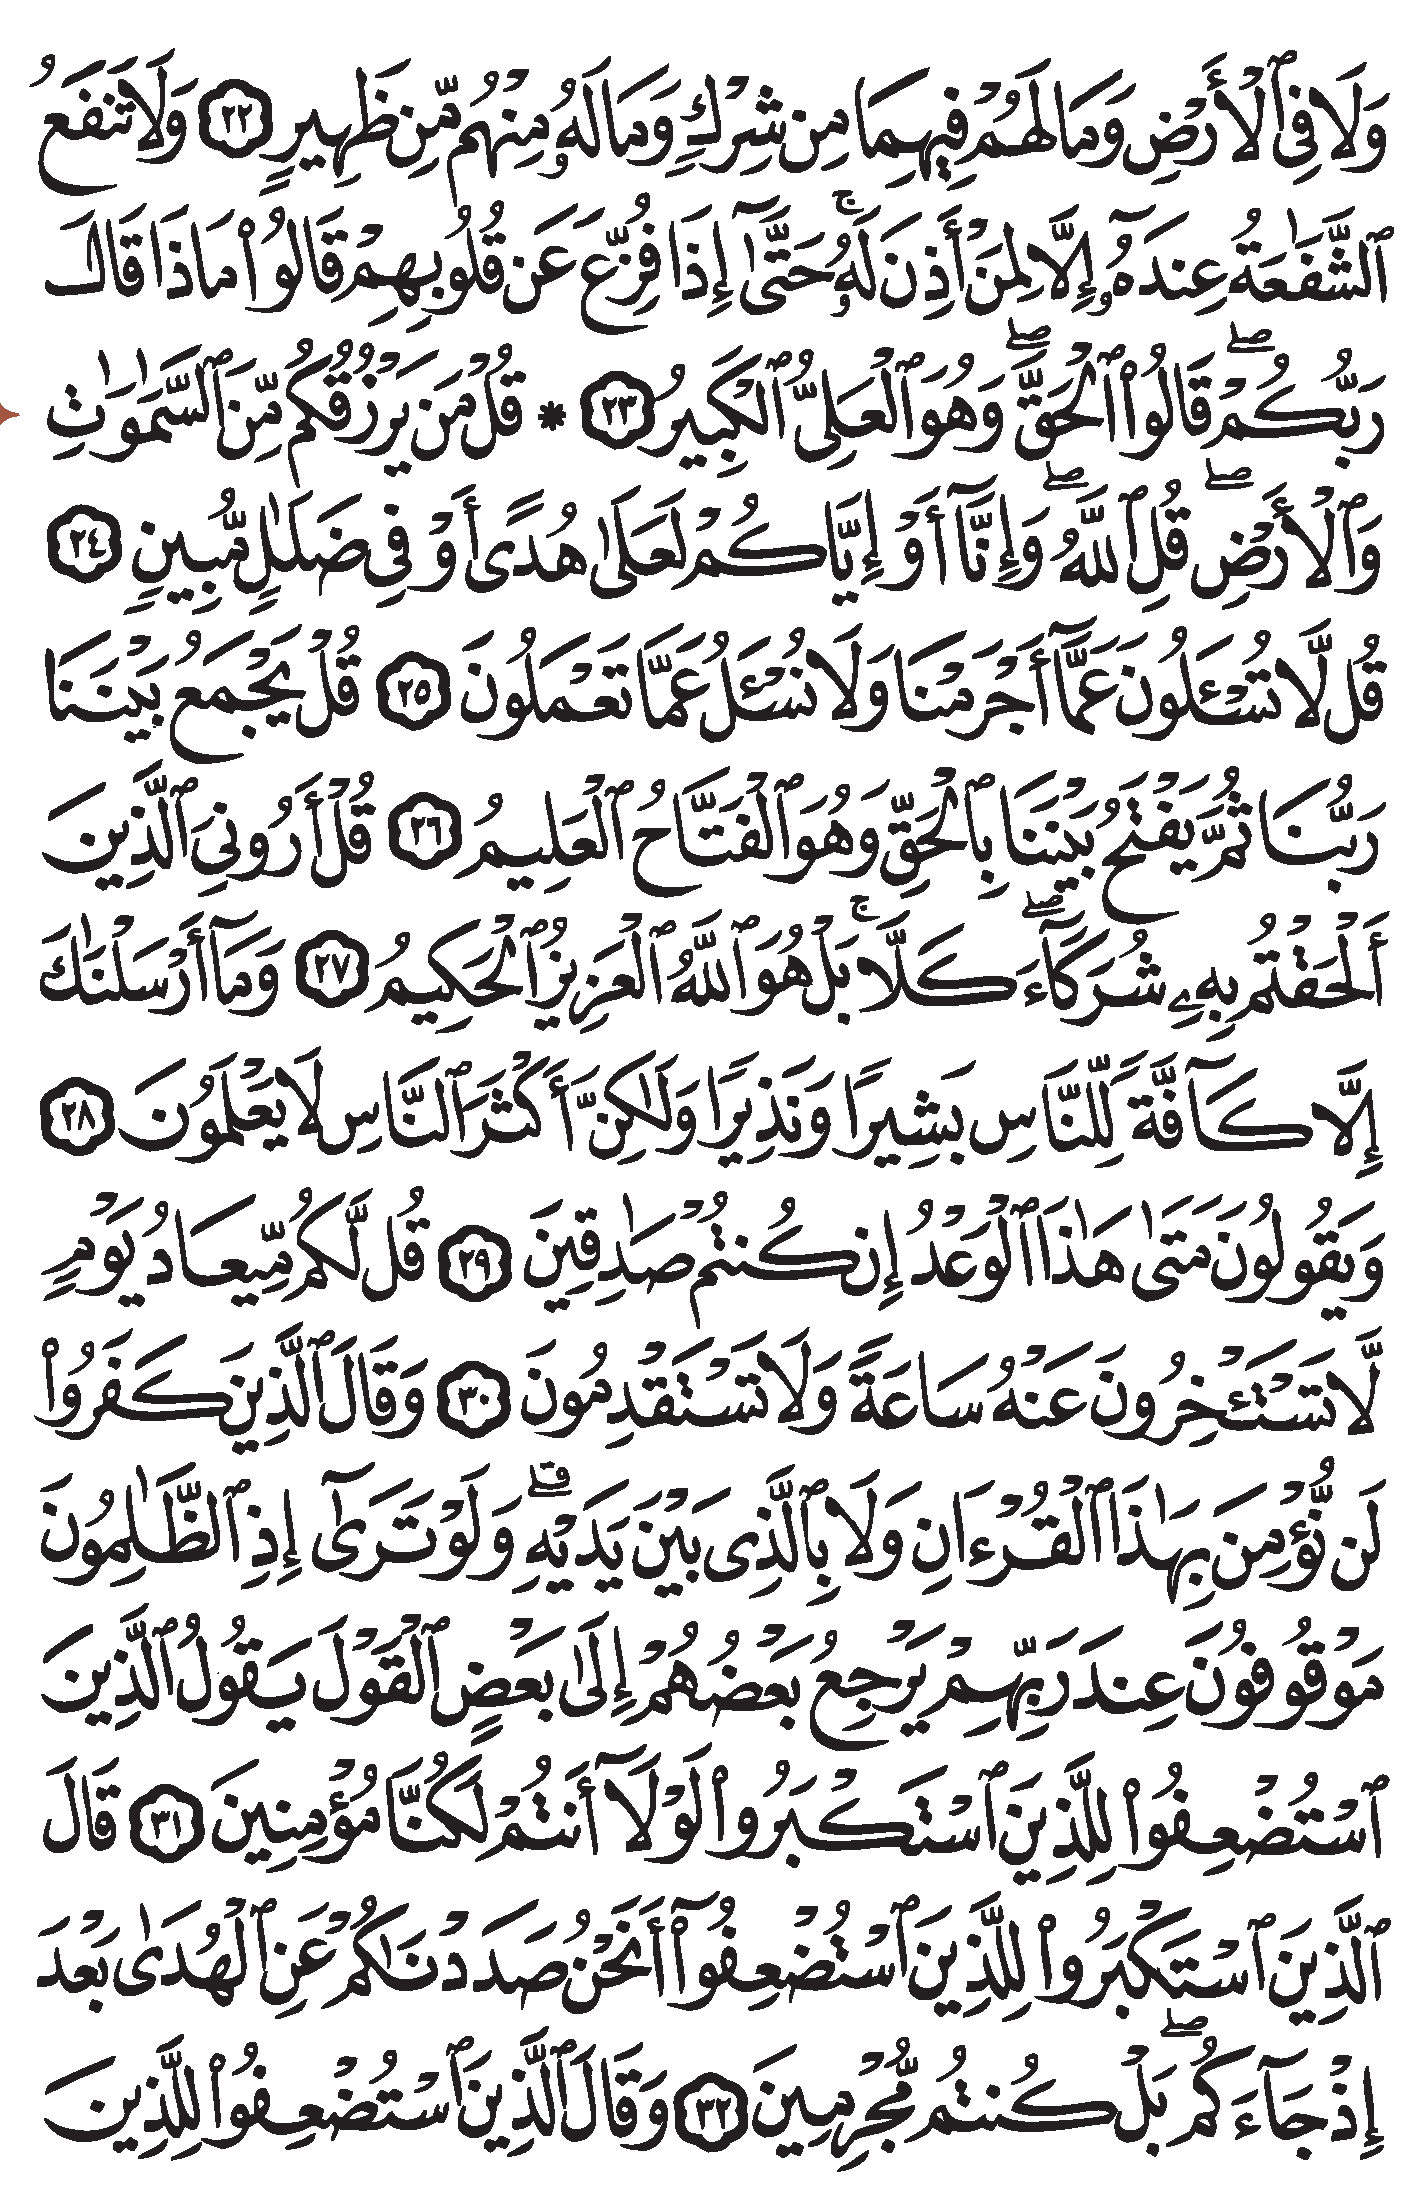 وَلَا فِى ٱلْأَرْضِ وَمَا لَهُمْ فِيهِمَا مِن شِرْكٍ وَمَا لَهُۥ مِنْهُم مِّن ظَهِيرٍ ٢٢ وَلَا تَنفَعُ
ٱلشَّفَٰعَةُ عِندَهُۥٓ إِلَّا لِمَنْ أَذِنَ لَهُۥ ۚ حَتَّىٰٓ إِذَا فُزِّعَ عَن قُلُوبِهِمْ قَالُوا۟ مَاذَا قَالَ
رَبُّكُمْ ۖ قَالُوا۟ ٱلْحَقَّ ۖ وَهُوَ ٱلْعَلِىُّ ٱلْكَبِيرُ ٢٣ * قُلْ مَن يَرْزُقُكُم مِّنَ ٱلسَّمَٰوَٰتِ
وَٱلْأَرْضِ ۖ قُلِ ٱللَّهُ ۖ وَإِنَّآ أَوْ إِيَّاكُمْ لَعَلَىٰ هُدًى أَوْ فِى ضَلَٰلٍ مُّبِينٍ ٢٤
قُل لَّا تُسْـَٔلُونَ عَمَّآ أَجْرَمْنَا وَلَا نُسْـَٔلُ عَمَّا تَعْمَلُونَ ٢٥ قُلْ يَجْمَعُ بَيْنَنَا
رَبُّنَا ثُمَّ يَفْتَحُ بَيْنَنَا بِٱلْحَقِّ وَهُوَ ٱلْفَتَّاحُ ٱلْعَلِيمُ ٢٦ قُلْ أَرُونِىَ ٱلَّذِينَ
أَلْحَقْتُم بِهِۦ شُرَكَآءَ ۖ كَلَّا ۚ بَلْ هُوَ ٱللَّهُ ٱلْعَزِيزُ ٱلْحَكِيمُ ٢٧ وَمَآ أَرْسَلْنَٰكَ
إِلَّا كَآفَّةً لِّلنَّاسِ بَشِيرًا وَنَذِيرًا وَلَٰكِنَّ أَكْثَرَ ٱلنَّاسِ لَا يَعْلَمُونَ ٢٨
وَيَقُولُونَ مَتَىٰ هَٰذَا ٱلْوَعْدُ إِن كُنتُمْ صَٰدِقِينَ ٢٩ قُل لَّكُم مِّيعَادُ يَوْمٍ
لَّا تَسْتَـْٔخِرُونَ عَنْهُ سَاعَةً وَلَا تَسْتَقْدِمُونَ ٣٠ وَقَالَ ٱلَّذِينَ كَفَرُوا۟
لَن نُّؤْمِنَ بِهَٰذَا ٱلْقُرْءَانِ وَلَا بِٱلَّذِى بَيْنَ يَدَيْهِ ۗ وَلَوْ تَرَىٰٓ إِذِ ٱلظَّٰلِمُونَ
مَوْقُوفُونَ عِندَ رَبِّهِمْ يَرْجِعُ بَعْضُهُمْ إِلَىٰ بَعْضٍ ٱلْقَوْلَ يَقُولُ ٱلَّذِينَ
ٱسْتُضْعِفُوا۟ لِلَّذِينَ ٱسْتَكْبَرُوا۟ لَوْلَآ أَنتُمْ لَكُنَّا مُؤْمِنِينَ ٣١ قَالَ
ٱلَّذِينَ ٱسْتَكْبَرُوا۟ لِلَّذِينَ ٱسْتُضْعِفُوٓا۟ أَنَحْنُ صَدَدْنَٰكُمْ عَنِ ٱلْهُدَىٰ بَعْدَ
إِذْ جَآءَكُم ۖ بَلْ كُنتُم مُّجْرِمِينَ ٣٢ وَقَالَ ٱلَّذِينَ ٱسْتُضْعِفُوا۟ لِلَّذِينَ